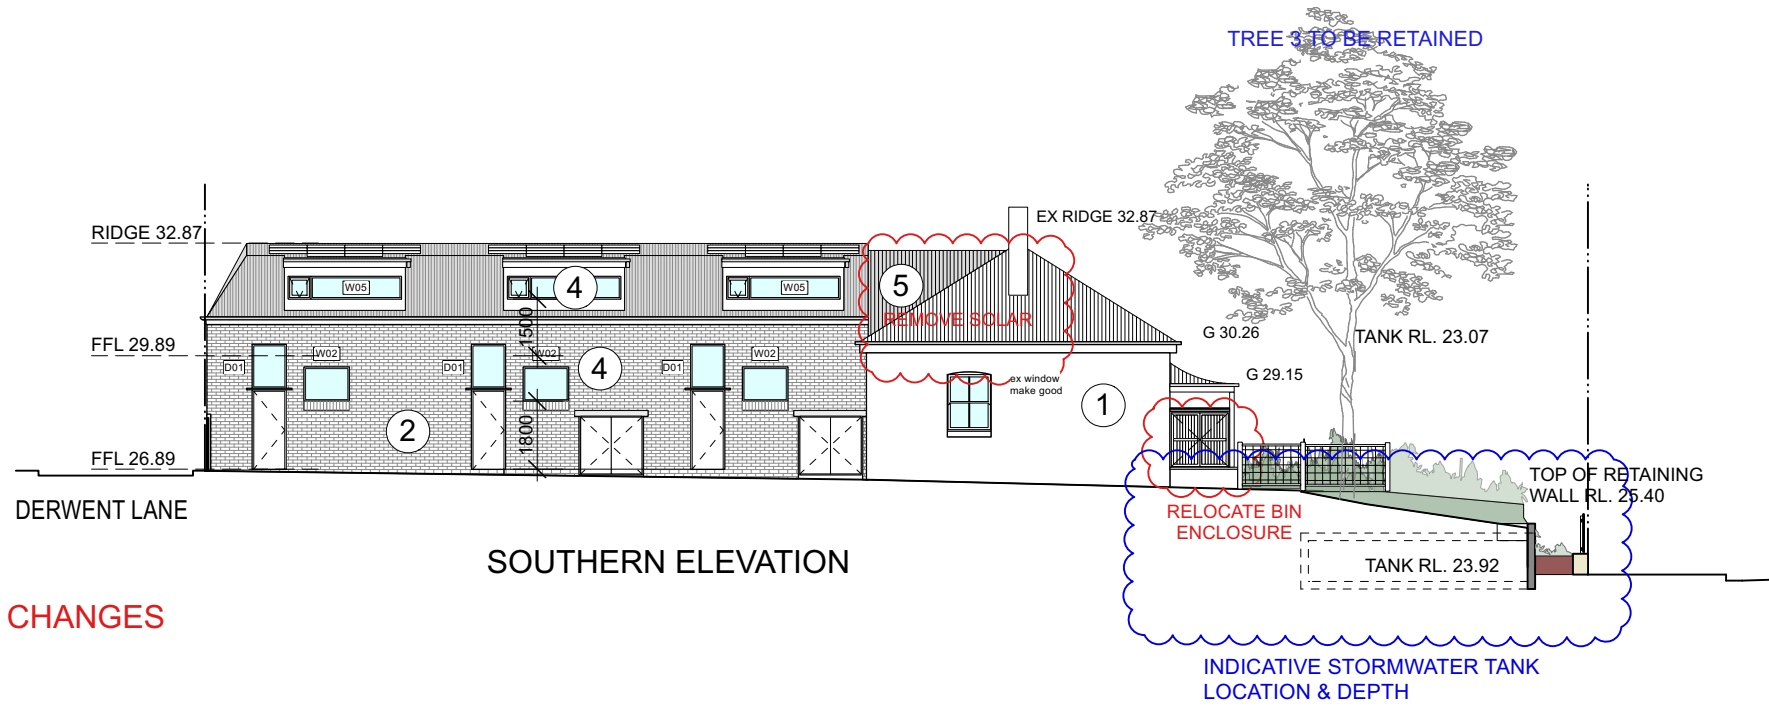 TREE 3 TO BE RETAINED
EX RIDGE 32.87
RIDGE 32.87
W05
4
W05
5
1500
REMOVE SOLAR
G 30.26
TANK RL. 23.07
FFL 29.89
W02
W02
W02
D01
D01
D01
4
G 29.15
ex window
make good
1
2
1800
FFL 26.89
TOP OF RETAINING
WALL RL. 25.40
DERWENT LANE
RELOCATE BIN
ENCLOSURE
SOUTHERN ELEVATION
TANK RL. 23.92
CHANGES
INDICATIVE STORMWATER TANK
LOCATION & DEPTH